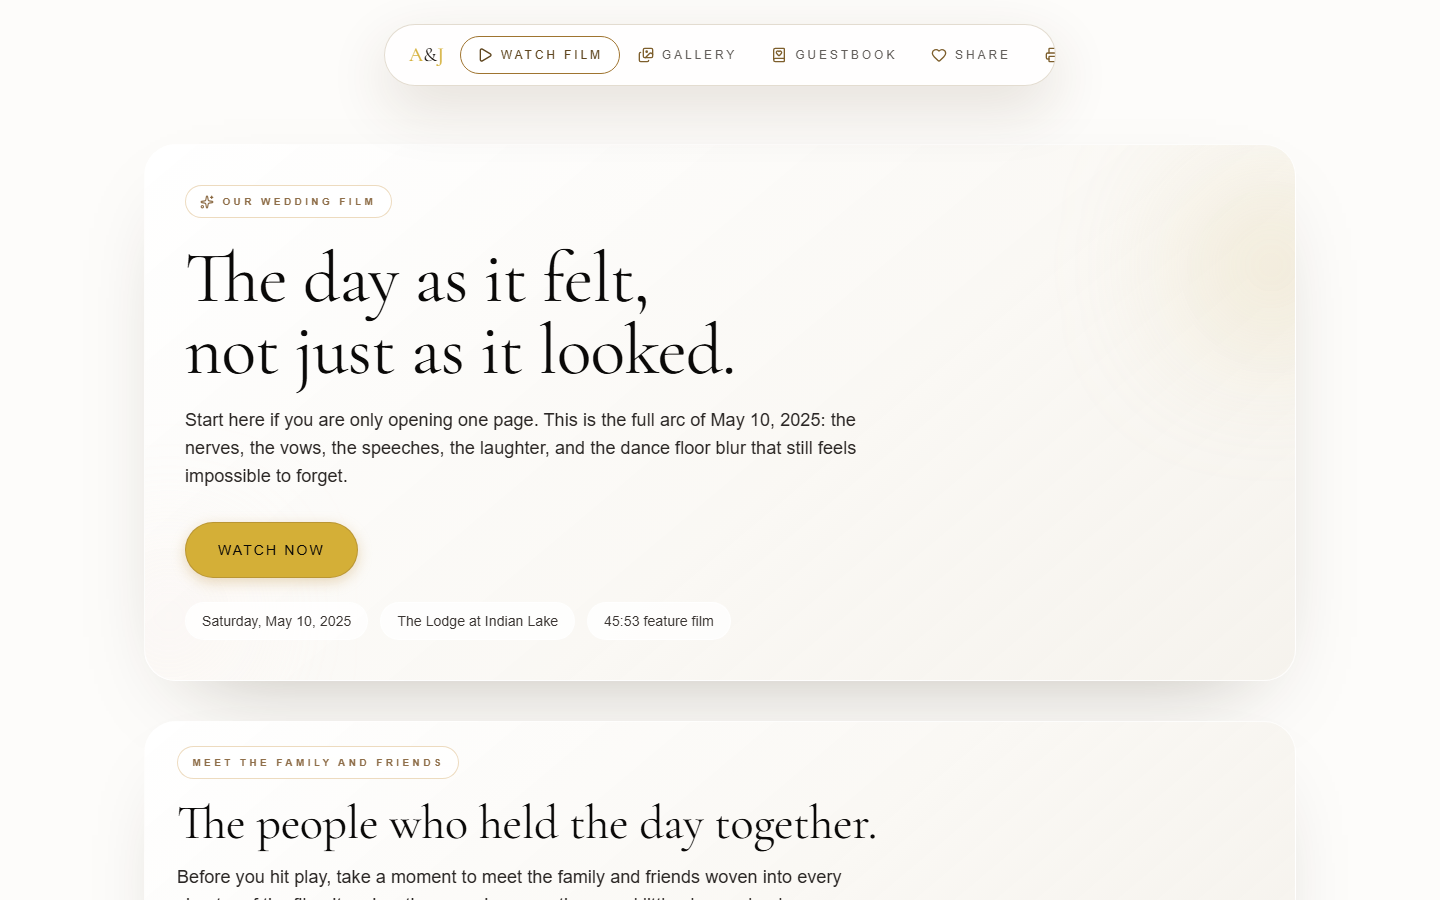 A&J
WATCH FILM
GALLERY
GUESTBOOK
SHARE
OUR WEDDING FILM
The day as it felt,
not just as it looked.
Start here if you are only opening one page. This is the full arc of May 10, 2025: the
nerves, the vows, the speeches, the laughter, and the dance floor blur that still feels
impossible to forget.
WATCH NOW
Saturday, May 10, 2025
The Lodge at Indian Lake
45:53 feature film
MEET THE FAMILY AND FRIENDS
The people who held the day together.
Before you hit play, take a moment to meet the family and friends woven into every